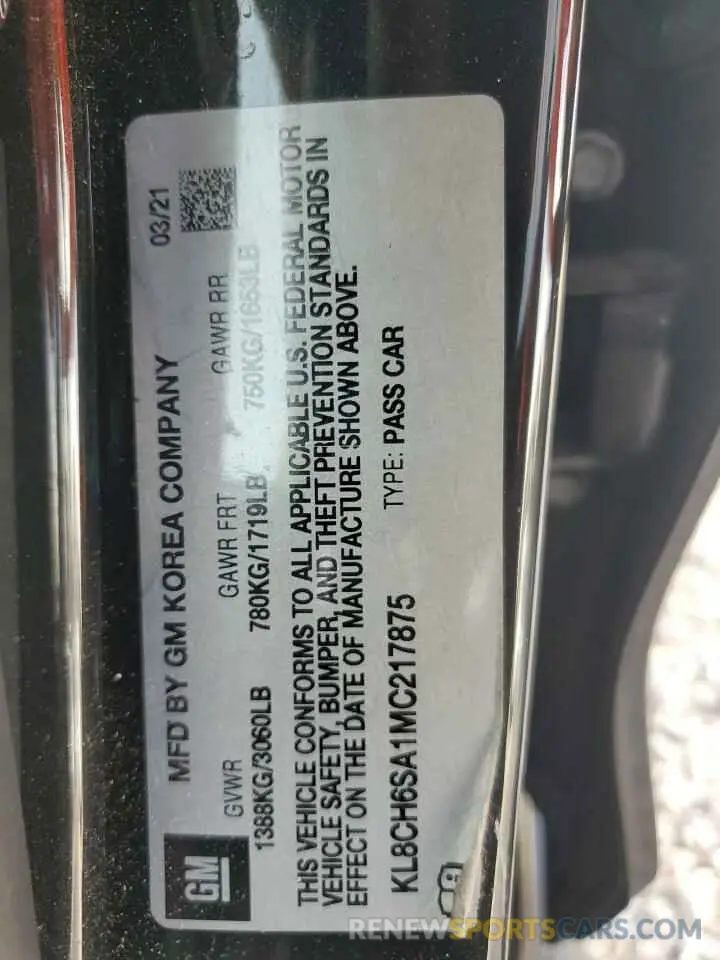 MFD BY GM KOREA COMPANY 03/21
GM
GVWR GAWR FRT GAWR RR
1388KG/3060LB 780KG/1719LB 750KG/1653LB
THIS VEHICLE CONFORMS TO ALL APPLICABLE U.S. FEDERAL MOTOR
VEHICLE SAFETY, BUMPER, AND THEFT PREVENTION STANDARDS IN
EFFECT ON THE DATE OF MANUFACTURE SHOWN ABOVE.
KL8CH6SA1MC217875 TYPE: PASS CAR
RENEWSPORTSCARS.COM